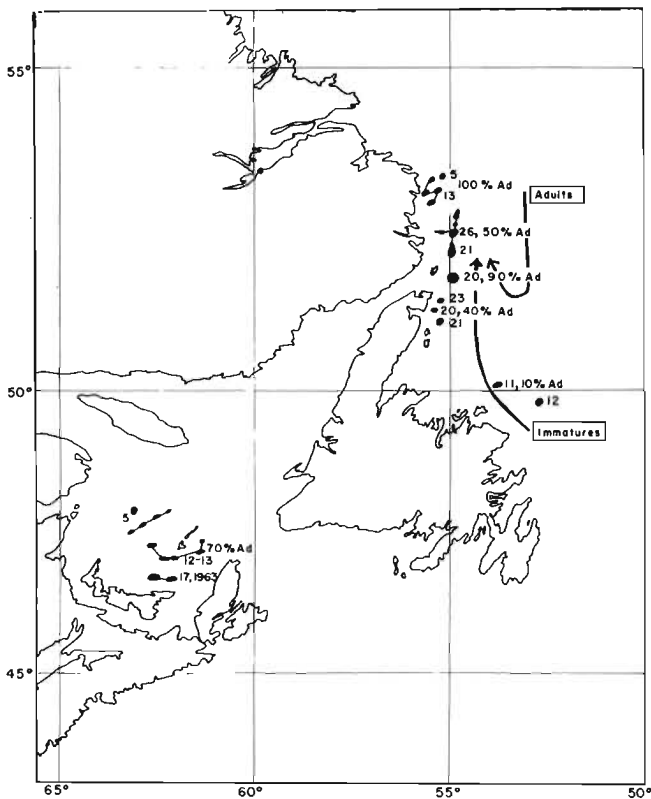 55°
5
100% Ad
13
Adults
26, 50% Ad
21
20, 90% Ad
23
20, 40% Ad
21
50°
11, 10% Ad
12
Immatures
5
70% Ad
12-13
17, 1963
45°
65°
60°
55°
50°